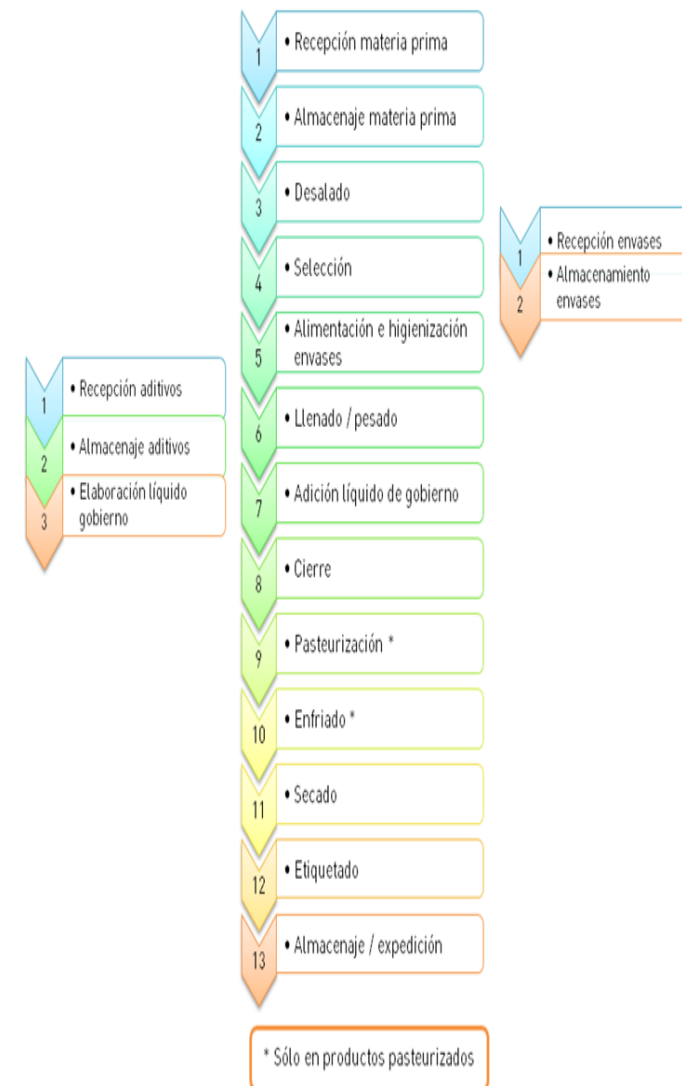 1
• Recepción materia prima
2
• Almacenaje materia prima
3
• Desalado
4
• Selección
5
• Alimentación e higienización
envases
6
• Llenado / pesado
7
• Adición líquido de gobierno
8
• Cierre
9
• Pasteurización *
10
• Enfriado *
11
• Secado
12
• Etiquetado
13
• Almacenaje / expedición
1
• Recepción aditivos
2
• Almacenaje aditivos
3
• Elaboración líquido
gobierno
1
• Recepción envases
2
• Almacenamiento
envases
* Sólo en productos pasteurizados